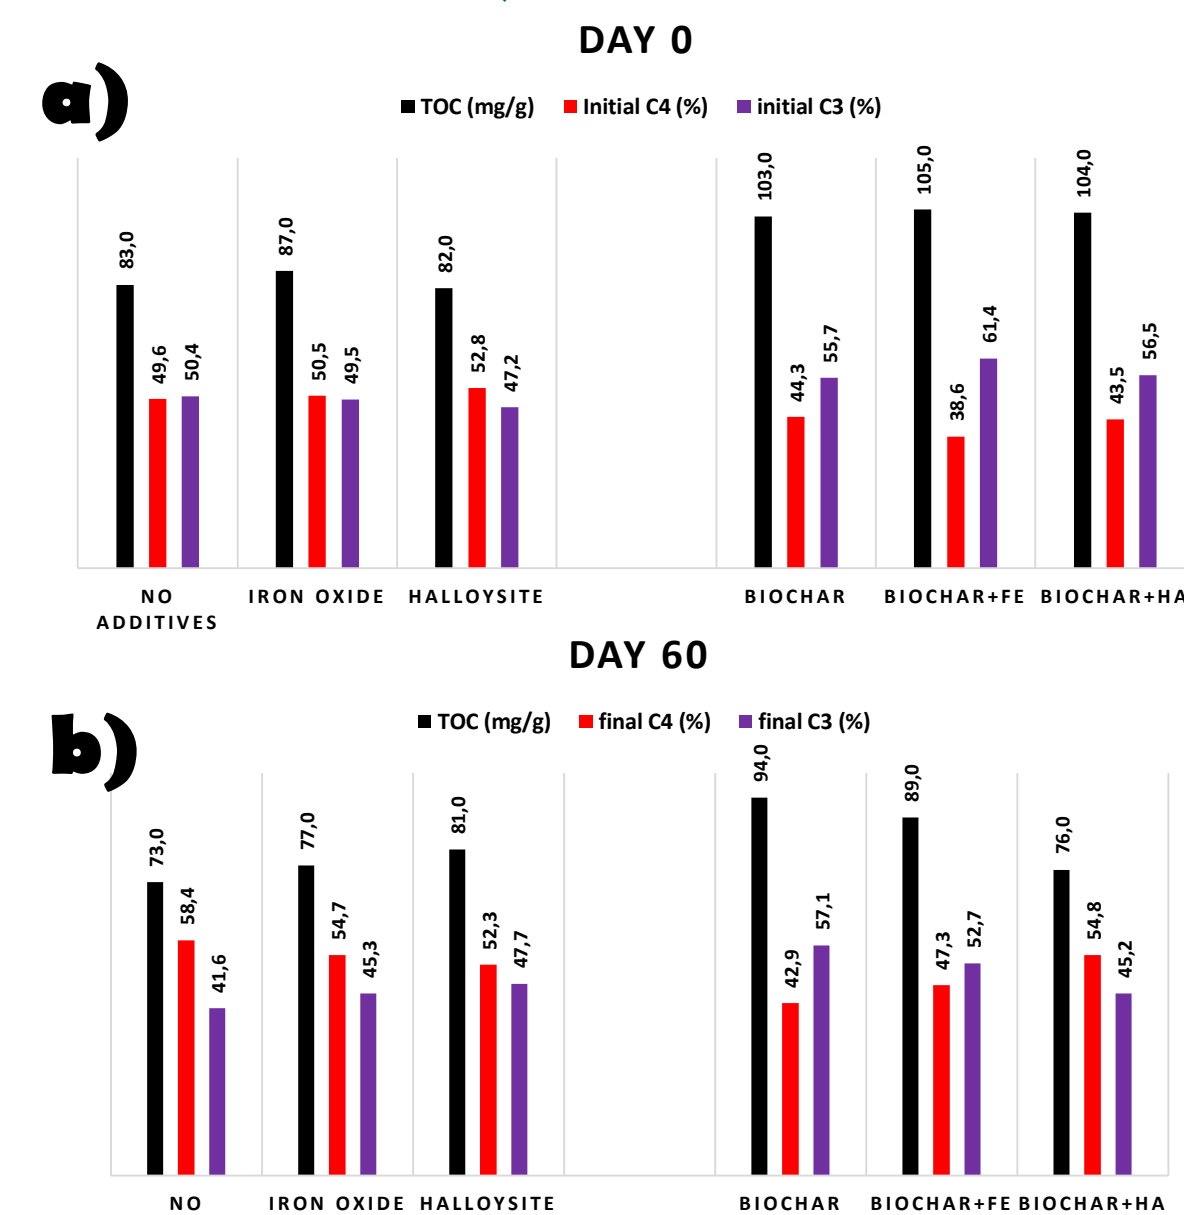 DAY 0
a)
TOC (mg/g) Initial C4 (%) initial C3 (%)
83,0 49,6 50,4 87,0 50,5 49,5 82,0 52,8 47,2 103,0 44,3 55,7 105,0 38,6 61,4 104,0 43,5 56,5
NO ADDITIVES IRON OXIDE HALLOYSITE BIOCHAR BIOCHAR+FE BIOCHAR+HA
DAY 60
b)
TOC (mg/g) final C4 (%) final C3 (%)
73,0 58,4 41,6 77,0 54,7 45,3 81,0 52,3 47,7 94,0 42,9 57,1 89,0 47,3 52,7 76,0 54,8 45,2
NO IRON OXIDE HALLOYSITE BIOCHAR BIOCHAR+FE BIOCHAR+HA